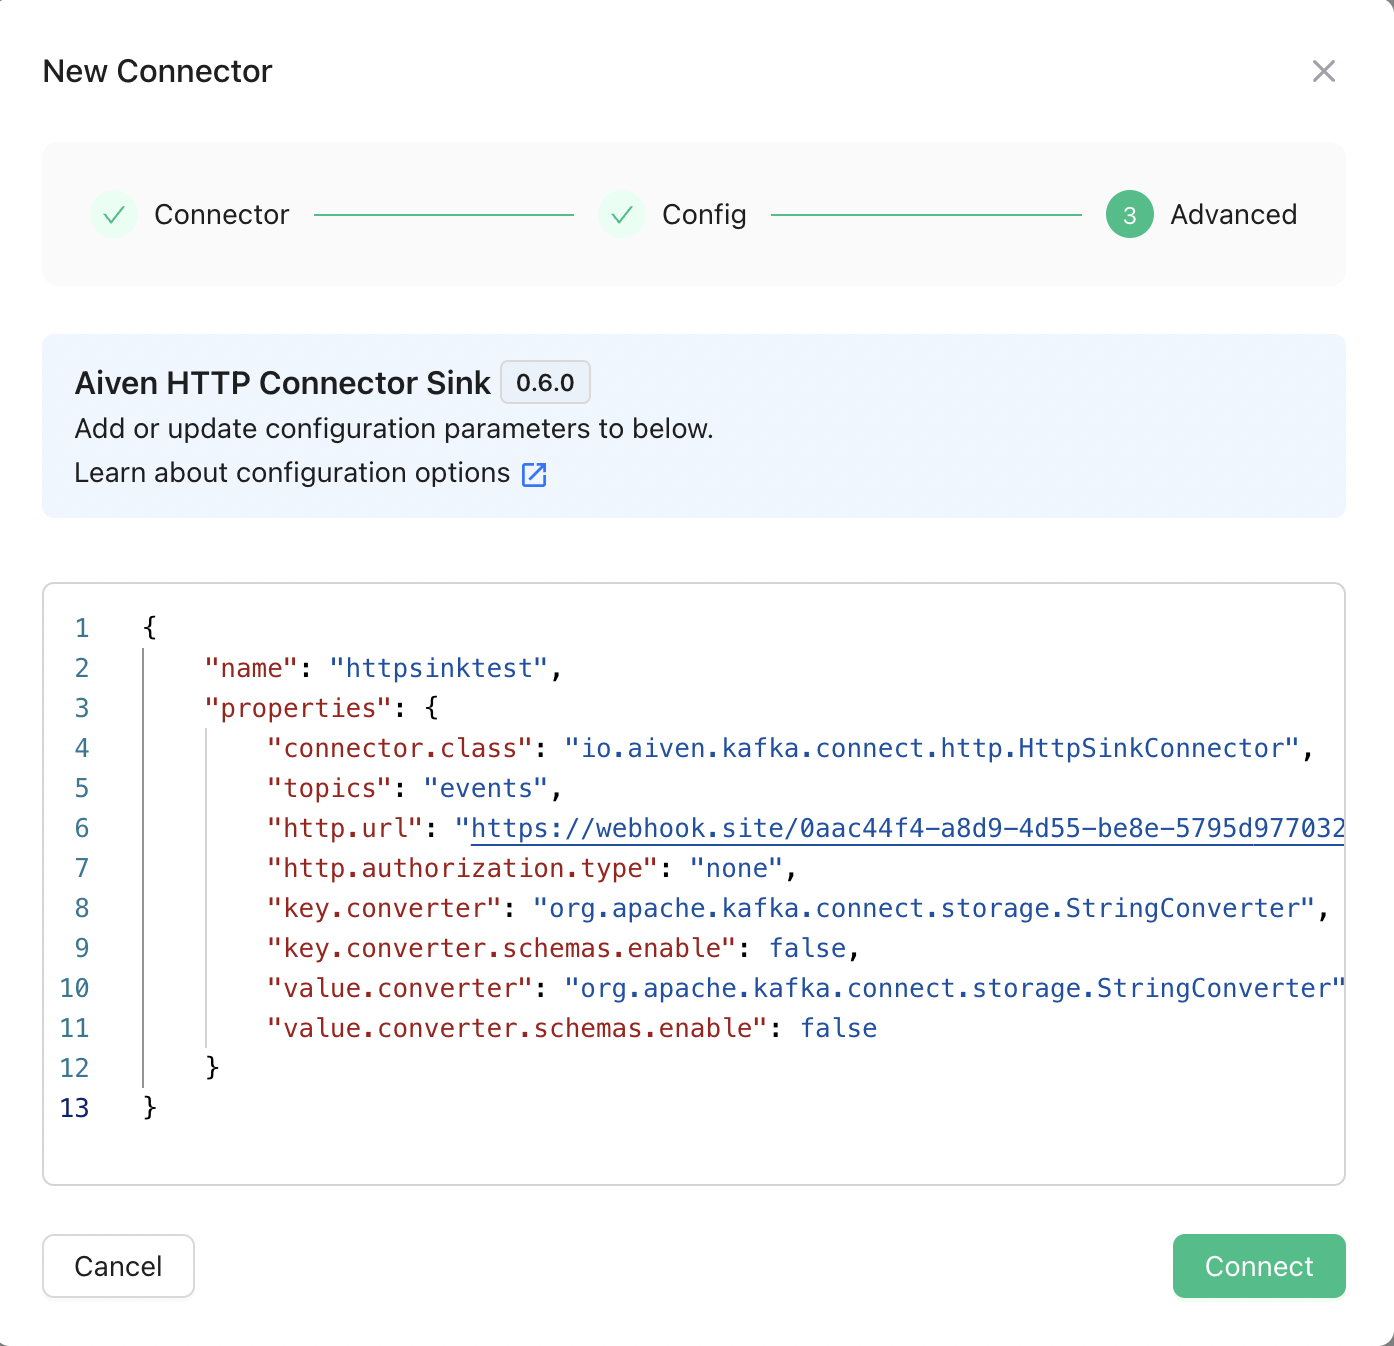 New Connector
Connector
Config
3 Advanced
Aiven HTTP Connector Sink 0.6.0
Add or update configuration parameters to below.
Learn about configuration options
1 {
2 "name": "httpsinktest",
3 "properties": {
4 "connector.class": "io.aiven.kafka.connect.http.HttpSinkConnector",
5 "topics": "events",
6 "http.url": "https://webhook.site/0aac44f4-a8d9-4d55-be8e-5795d977032
7 "http.authorization.type": "none",
8 "key.converter": "org.apache.kafka.connect.storage.StringConverter",
9 "key.converter.schemas.enable": false,
10 "value.converter": "org.apache.kafka.connect.storage.StringConverter"
11 "value.converter.schemas.enable": false
12 }
13 }
Cancel
Connect